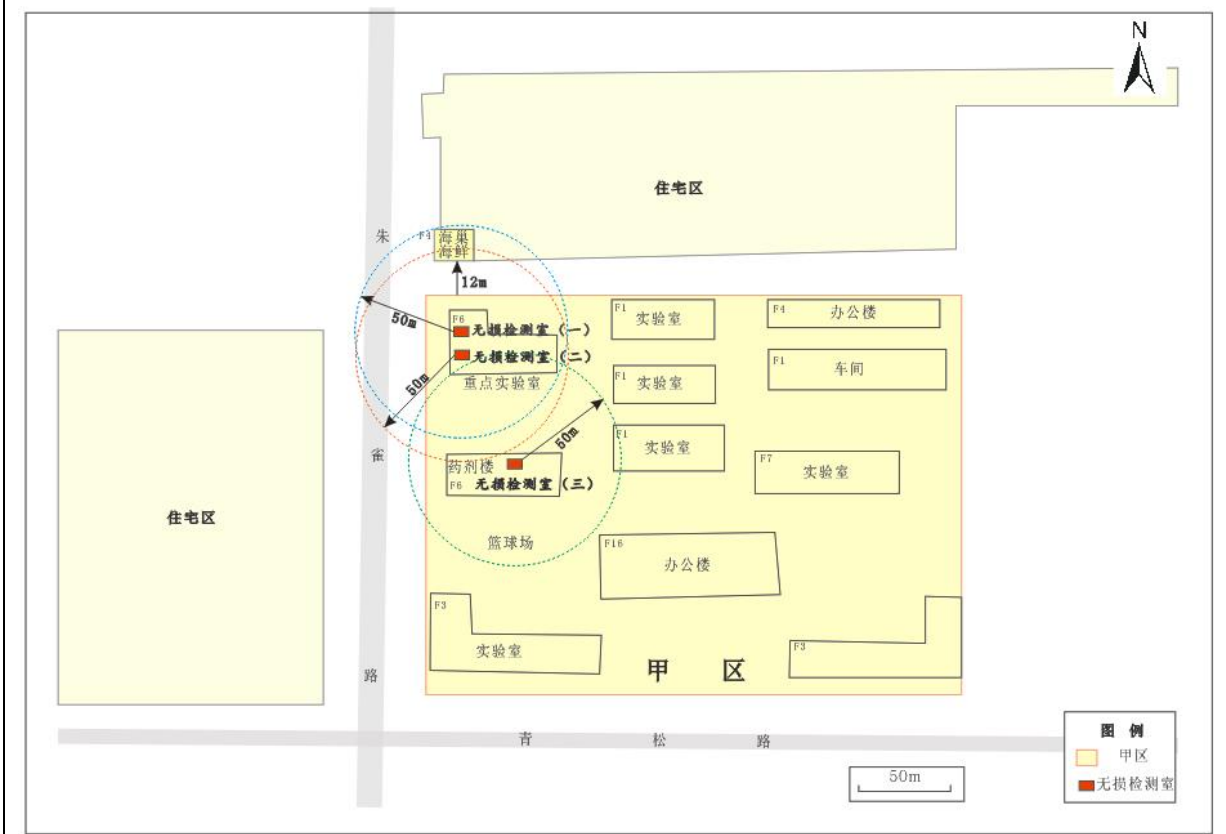 N
住宅区
朱
F4
海巢
海鲜
12m
50m
F6
无损检测室（一）
F1
实验室
F4
办公楼
无损检测室（二）
重点实验室
50m
F1
实验室
F1
车间
50m
雀
F1
实验室
药剂楼
F6
无损检测室（三）
F7
实验室
住宅区
篮球场
F16
办公楼
F3
实验室
F3
甲 区
路
青 松 路
50m
图 例
甲区
无损检测室